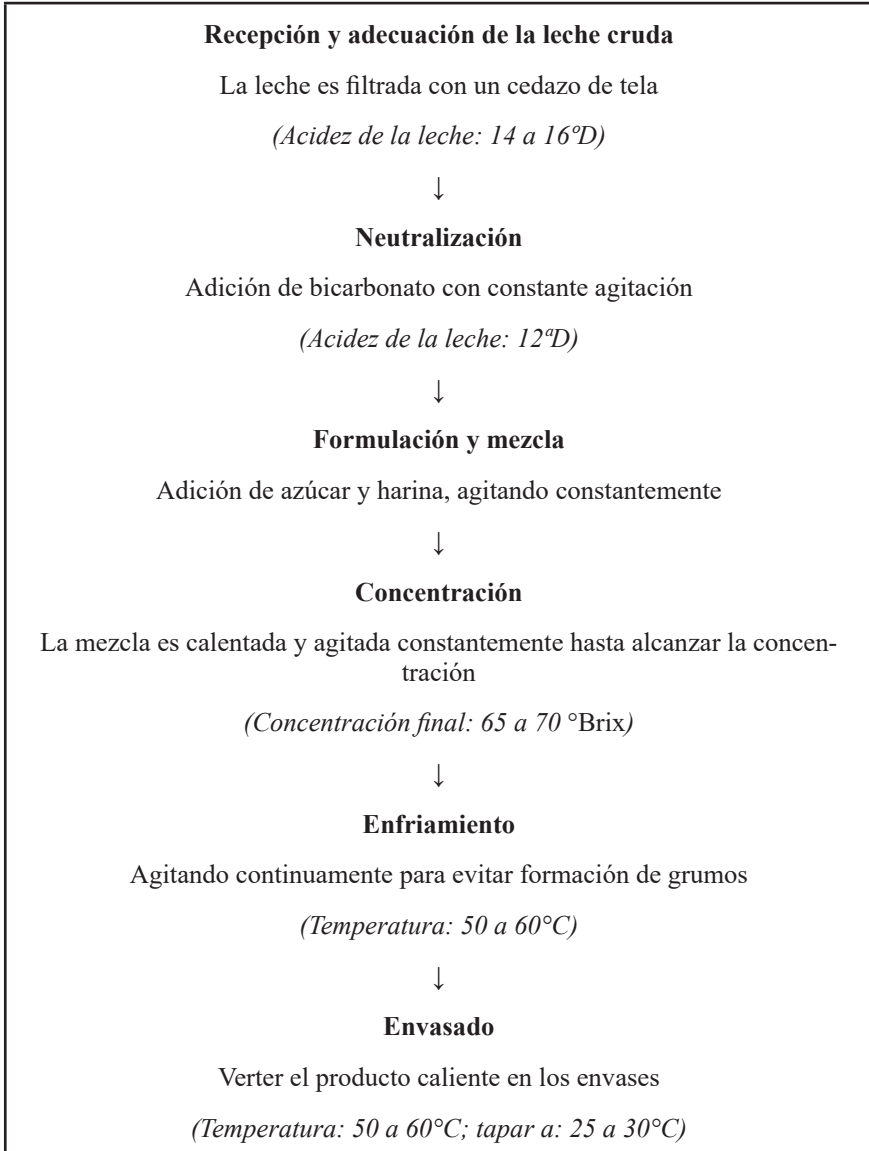 Recepción y adecuación de la leche cruda
La leche es filtrada con un cedazo de tela
(Acidez de la leche: 14 a 16ºD)
↓
Neutralización
Adición de bicarbonato con constante agitación
(Acidez de la leche: 12ªD)
↓
Formulación y mezcla
Adición de azúcar y harina, agitando constantemente
↓
Concentración
La mezcla es calentada y agitada constantemente hasta alcanzar la concen-
tración
(Concentración final: 65 a 70 °Brix)
↓
Enfriamiento
Agitando continuamente para evitar formación de grumos
(Temperatura: 50 a 60°C)
↓
Envasado
Verter el producto caliente en los envases
(Temperatura: 50 a 60°C; tapar a: 25 a 30°C)